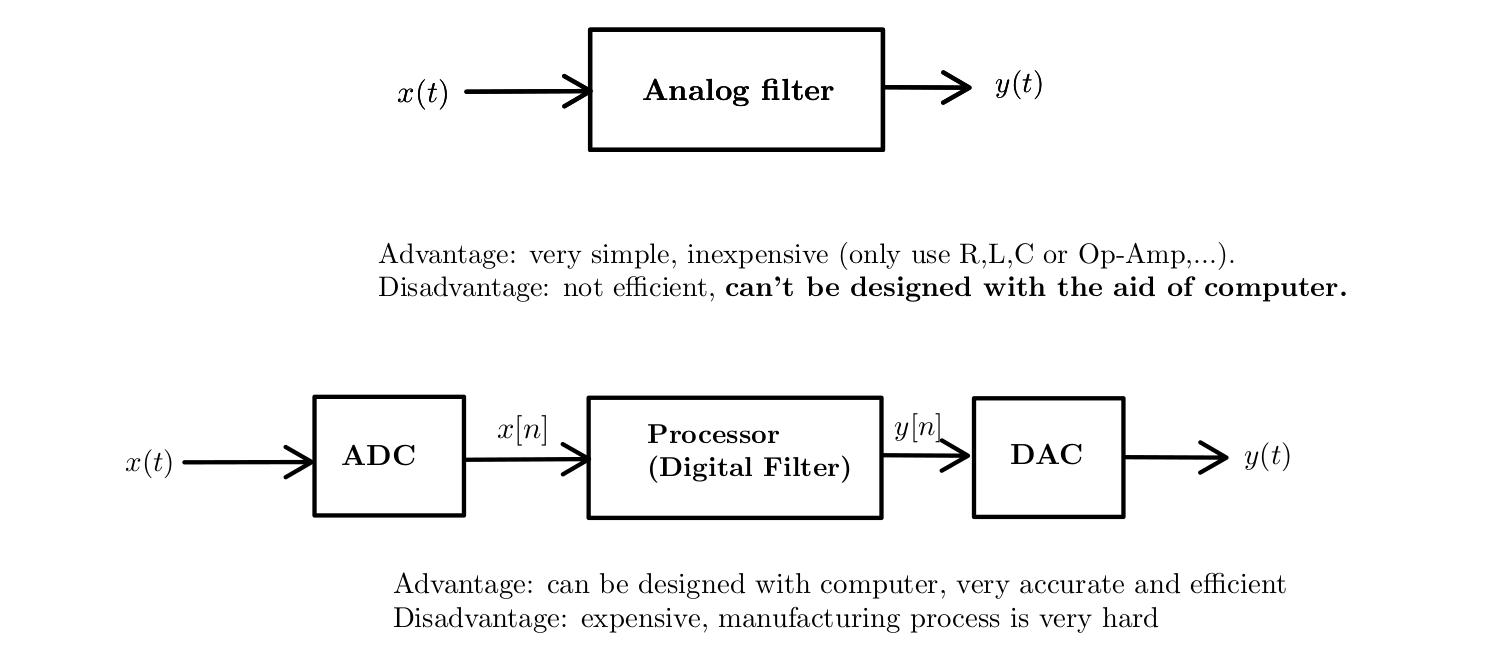 x(t) Analog filter y(t)
Advantage: very simple, inexpensive (only use R,L,C or Op-Amp,...).
Disadvantage: not efficient, can't be designed with the aid of computer.
x(t) ADC x[n] Processor y[n] DAC y(t)
(Digital Filter)
Advantage: can be designed with computer, very accurate and efficient
Disadvantage: expensive, manufacturing process is very hard